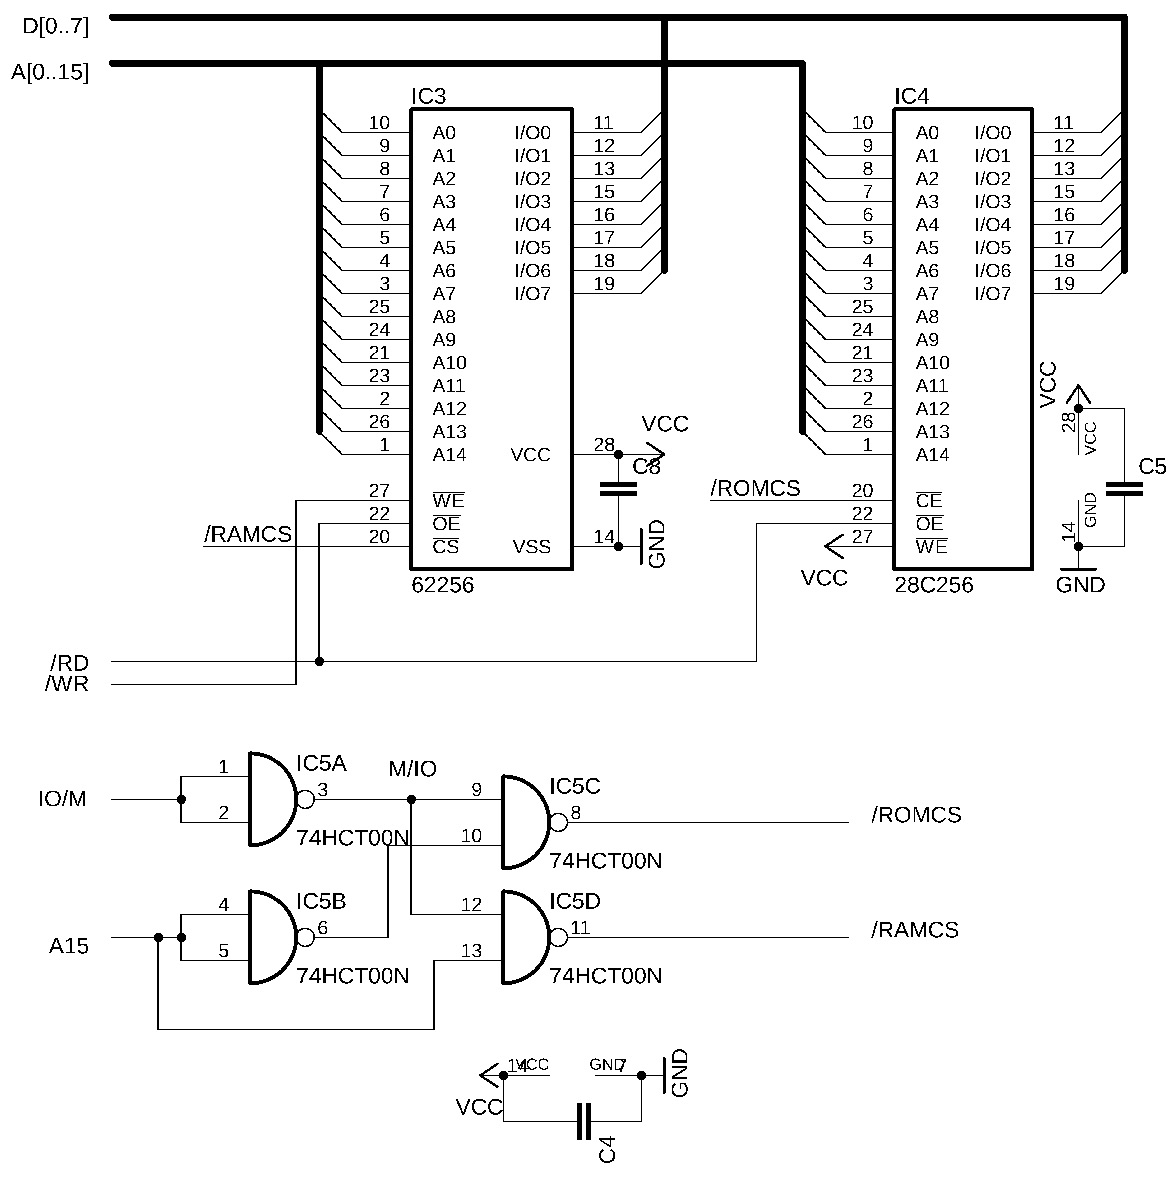 D[0..7]
A[0..15]
IC3
IC4
10 A0 I/O0 11
9 A1 I/O1 12
8 A2 I/O2 13
7 A3 I/O3 15
6 A4 I/O4 16
5 A5 I/O5 17
4 A6 I/O6 18
3 A7 I/O7 19
25 A8
24 A9
21 A10
23 A11
2 A12
26 A13
1 A14 VCC 28 VCC
C8
27 WE
22 OE
/RAMCS 20 CS VSS 14 GND
62256
10 A0 I/O0 11
9 A1 I/O1 12
8 A2 I/O2 13
7 A3 I/O3 15
6 A4 I/O4 16
5 A5 I/O5 17
4 A6 I/O6 18
3 A7 I/O7 19
25 A8
24 A9
21 A10
23 A11
2 A12
26 A13
1 A14
/ROMCS 20 CE
22 OE
VCC 27 WE
28C256
VCC
28 VCC
C5
14 GND
GND
/RD
/WR
IO/M
1
2
IC5A
3
74HCT00N
M/IO
9
10
IC5C
8
74HCT00N
/ROMCS
A15
4
5
IC5B
6
74HCT00N
12
13
IC5D
11
74HCT00N
/RAMCS
14 VCC GND 7 GND
VCC
C4